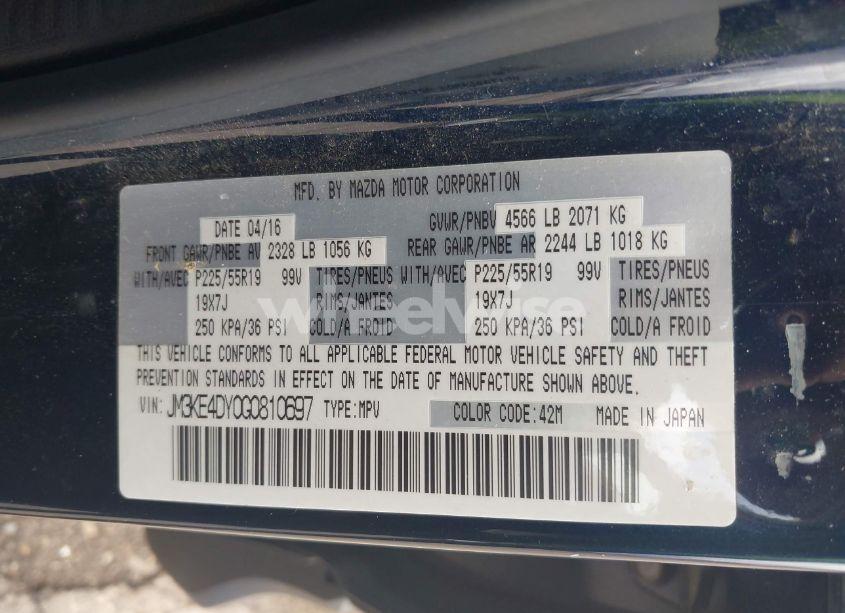 MFD. BY MAZDA MOTOR CORPORATION
DATE 04/16 GVWR/PNBV 4566 LB 2071 KG
FRONT GAWR/PNBE AV 2328 LB 1056 KG REAR GAWR/PNBE AR 2244 LB 1018 KG
WITH/AVEC P225/55R19 99V TIRES/PNEUS WITH/AVEC P225/55R19 99V TIRES/PNEUS
19X7J RIMS/JANTES 19X7J RIMS/JANTES
250 KPA/36 PSI COLD/A FROID 250 KPA/36 PSI COLD/A FROID
wheelwise
THIS VEHICLE CONFORMS TO ALL APPLICABLE FEDERAL MOTOR VEHICLE SAFETY AND THEFT
PREVENTION STANDARDS IN EFFECT ON THE DATE OF MANUFACTURE SHOWN ABOVE.
VIN: JM3KE4DY0G0810697 TYPE:MPV COLOR CODE:42M MADE IN JAPAN